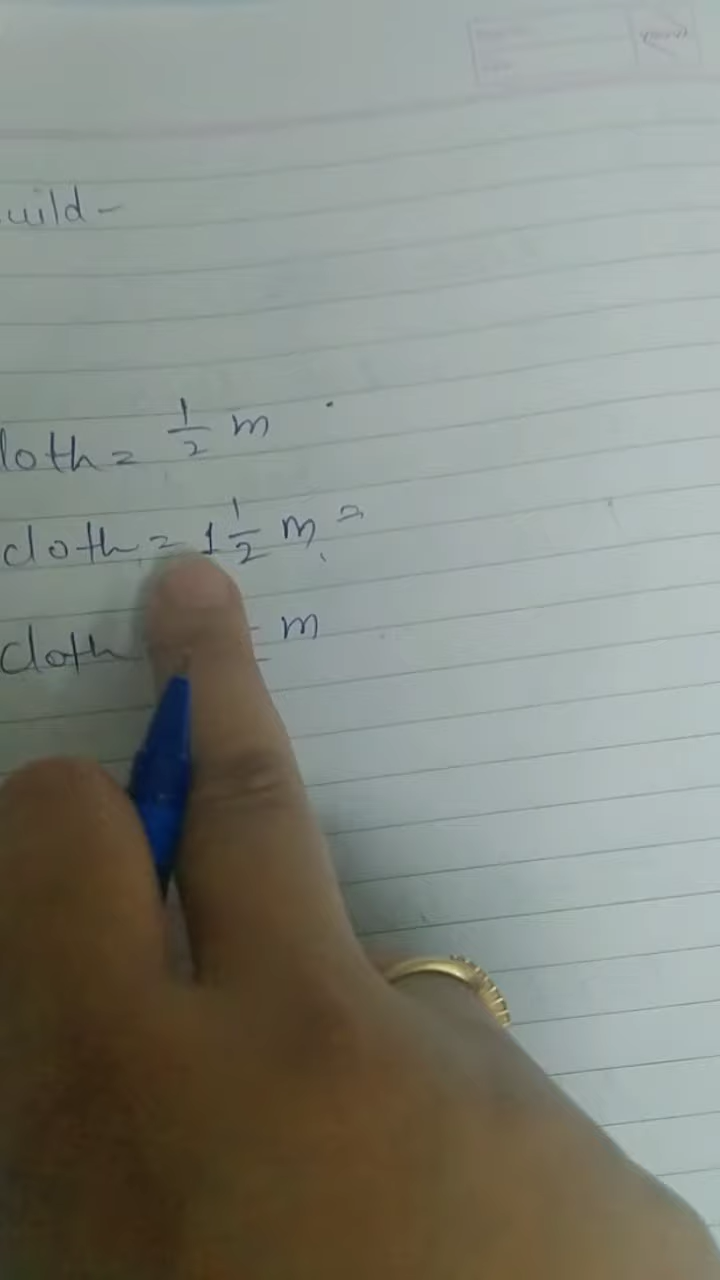 uild -
loth = 1/2 m
cloth = 1 1/2 m =
cloth m